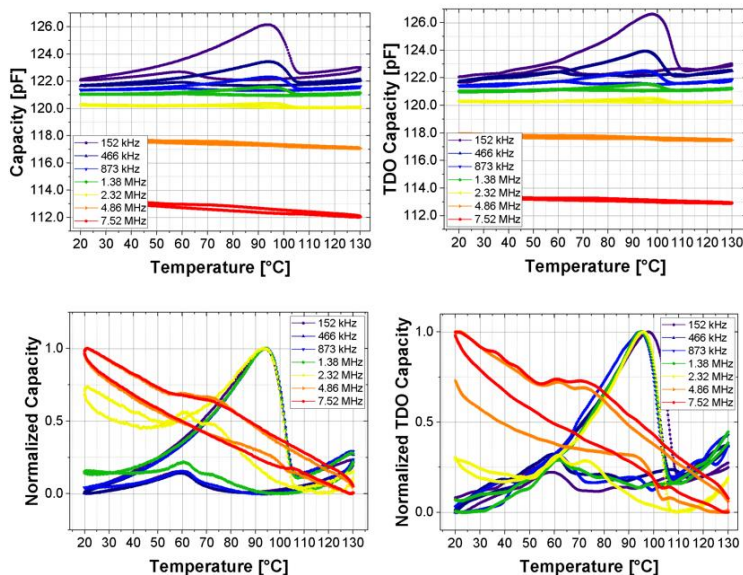 126.0
124.0
122.0
120.0
118.0
116.0
114.0
112.0
Capacity [pF]
152 kHz
466 kHz
873 kHz
1.38 MHz
2.32 MHz
4.86 MHz
7.52 MHz
20 30 40 50 60 70 80 90 100 110 120 130
Temperature [°C]
126.0
124.0
122.0
120.0
118.0
116.0
114.0
112.0
TDO Capacity [pF]
152 kHz
466 kHz
873 kHz
1.38 MHz
2.32 MHz
4.86 MHz
7.52 MHz
20 30 40 50 60 70 80 90 100 110 120 130
Temperature [°C]
1.0
0.5
0.0
Normalized Capacity
152 kHz
466 kHz
873 kHz
1.38 MHz
2.32 MHz
4.86 MHz
7.52 MHz
20 30 40 50 60 70 80 90 100 110 120 130
Temperature [°C]
1.0
0.5
0.0
Normalized TDO Capacity
152 kHz
466 kHz
873 kHz
1.38 MHz
2.32 MHz
4.86 MHz
7.52 MHz
20 30 40 50 60 70 80 90 100 110 120 130
Temperature [°C]